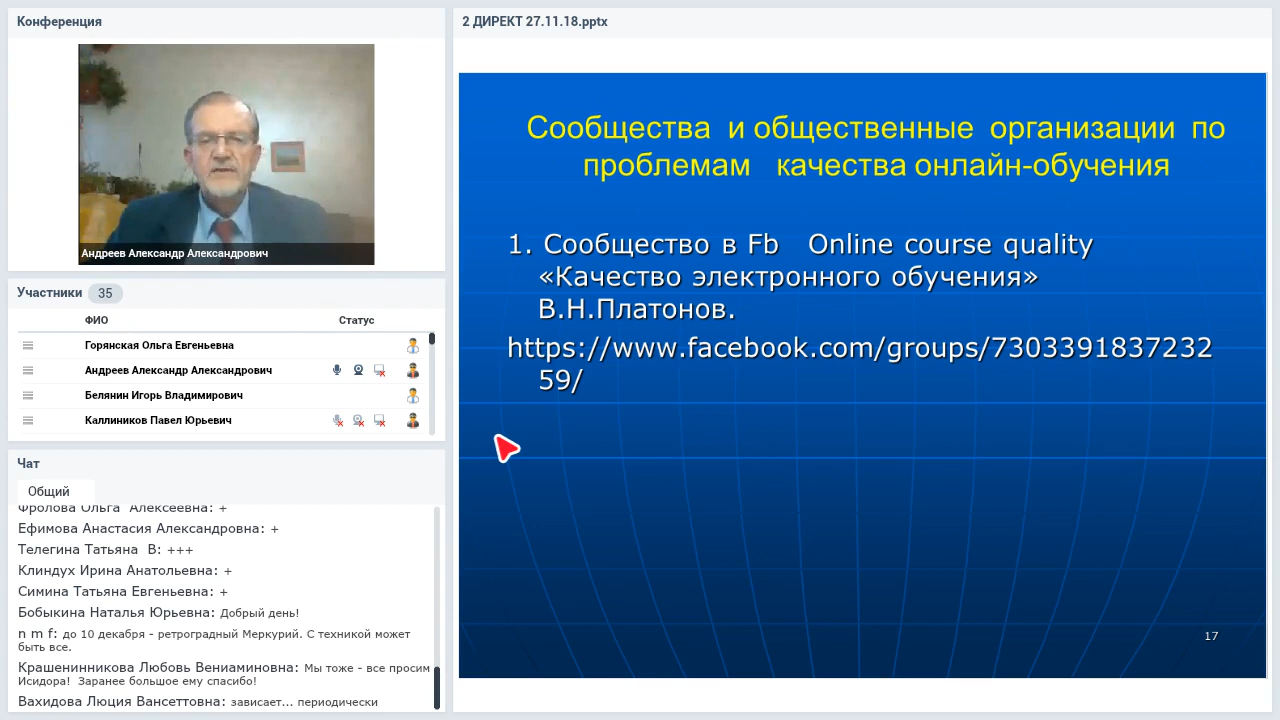 Конференция
Андреев Александр Александрович
Участники 35
ФИО Статус
Горянская Ольга Евгеньевна
Андреев Александр Александрович
Белянин Игорь Владимирович
Каллиников Павел Юрьевич
Чат
Общий
Фролова Ольга Алексеевна: +
Ефимова Анастасия Александровна: +
Телегина Татьяна В: +++
Клиндух Ирина Анатольевна: +
Симина Татьяна Евгеньевна: +
Бобыкина Наталья Юрьевна: Добрый день!
n m f: до 10 декабря - ретроградный Меркурий. С техникой может
быть все.
Крашенинникова Любовь Вениаминовна: Мы тоже - все просим
Исидора! Заранее большое ему спасибо!
Вахидова Люция Вансеттовна: зависает... периодически
2 ДИРЕКТ 27.11.18.pptx
Сообщества и общественные организации по
проблемам качества онлайн-обучения
1. Сообщество в Fb Online course quality
«Качество электронного обучения»
В.Н.Платонов.
https://www.facebook.com/groups/7303391837232
59/
17